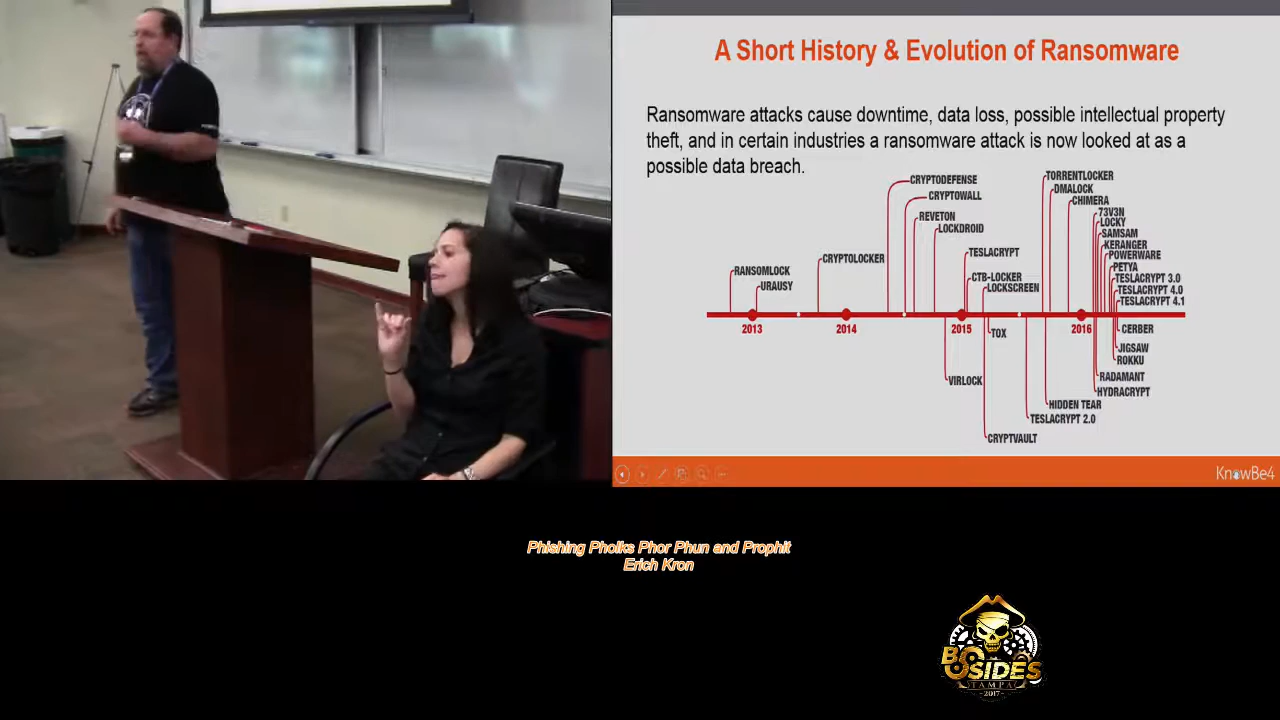 A Short History & Evolution of Ransomware
Ransomware attacks cause downtime, data loss, possible intellectual property
theft, and in certain industries a ransomware attack is now looked at as a
possible data breach.
CRYPTODEFENSE
CRYPTOWALL
REVETON
LOCKDROID
CRYPTOLOCKER
RANSOMLOCK
URAUSY
TESLACRYPT
CTB-LOCKER
LOCKSCREEN
TORRENTLOCKER
DMALOCK
CHIMERA
73V3N
LOCKY
SAMSAM
KERANGER
POWERWARE
PETYA
TESLACRYPT 3.0
TESLACRYPT 4.0
TESLACRYPT 4.1
2013
2014
2015
2016
TOX
CERBER
JIGSAW
ROKKU
VIRLOCK
RADAMANT
HYDRACRYPT
HIDDEN TEAR
TESLACRYPT 2.0
CRYPTVAULT
KnowBe4
Phishing Pholks Phor Phun and Prophit
Erich Kron
BSIDES
TAMPA
-2017-